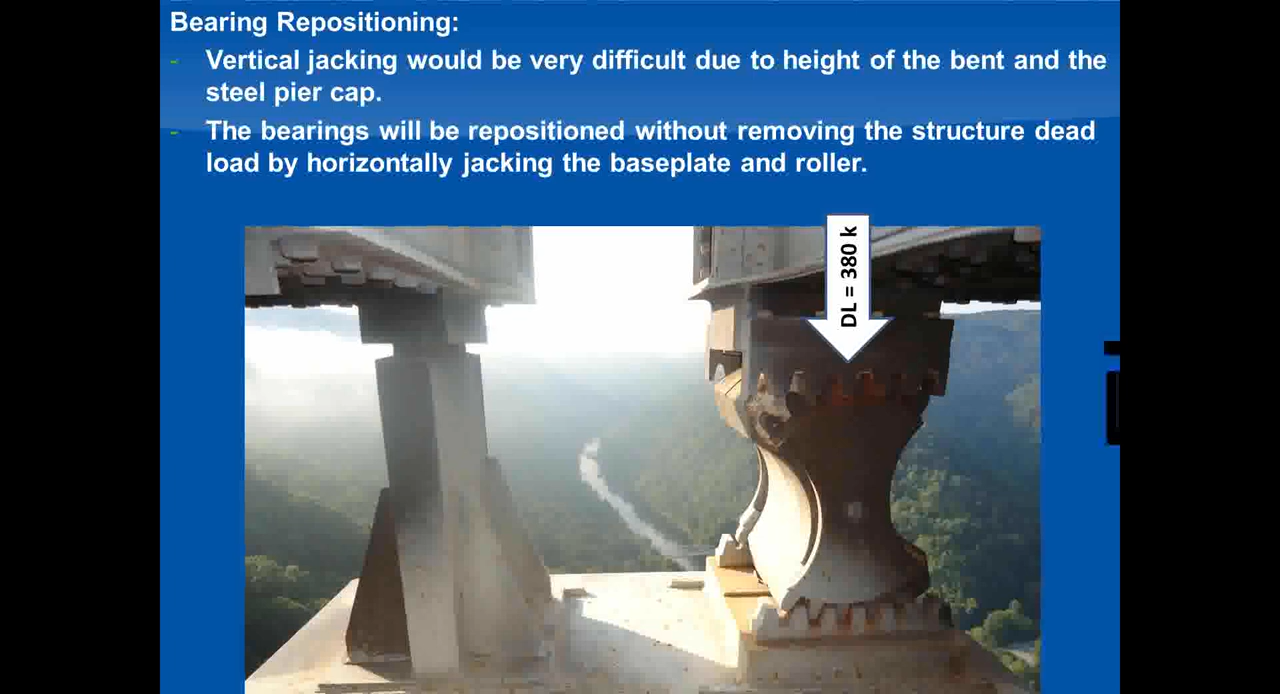 Bearing Repositioning:
- Vertical jacking would be very difficult due to height of the bent and the
steel pier cap.
- The bearings will be repositioned without removing the structure dead
load by horizontally jacking the baseplate and roller.
DL = 380 k